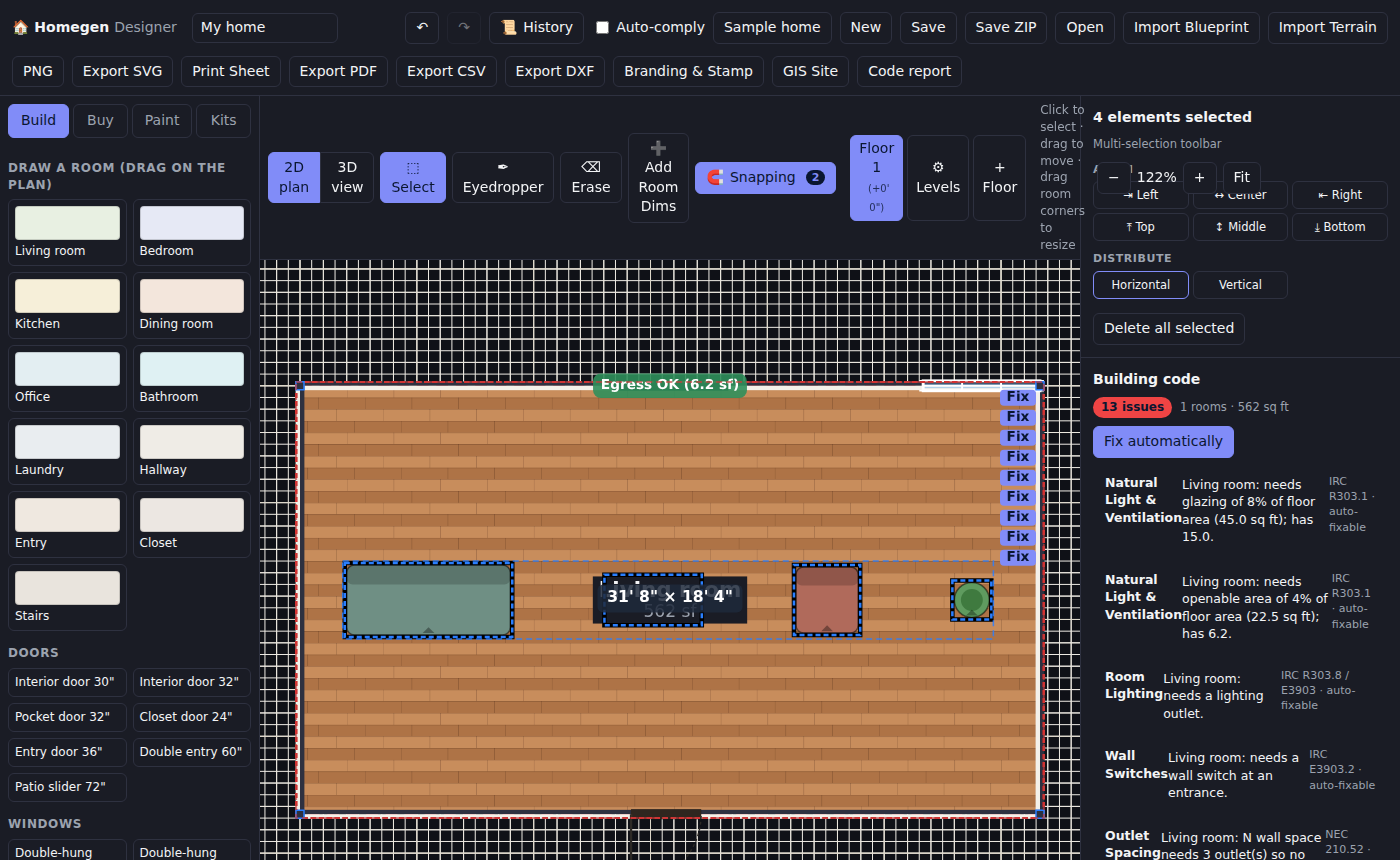 🏠 Homegen Designer My home ↶ ↷ 📜 History Auto-comply Sample home New Save Save ZIP Open Import Blueprint Import Terrain
PNG Export SVG Print Sheet Export PDF Export CSV Export DXF Branding & Stamp GIS Site Code report
Build Buy Paint Kits
DRAW A ROOM (DRAG ON THE
PLAN)
Living room Bedroom
Kitchen Dining room
Office Bathroom
Laundry Hallway
Entry Closet
Stairs
DOORS
Interior door 30" Interior door 32"
Pocket door 32" Closet door 24"
Entry door 36" Double entry 60"
Patio slider 72"
WINDOWS
Double-hung Double-hung
2D
plan
3D
view
Select
Eyedropper
Erase
Add
Room
Dims
🧲 Snapping 2
Floor
1
(+0'
0")
Levels
+
Floor
Click to
select ·
drag to
move ·
drag
room
corners
to
resize
− 122% + Fit
Egress OK (6.2 sf)
Fix
Fix
Fix
Fix
Fix
Fix
Fix
Fix
Fix
Living room
31' 8" × 18' 4"
562 sf
4 elements selected
Multi-selection toolbar
⇥ Left ↔ Center ⇤ Right
⤒ Top ↕ Middle ⤓ Bottom
DISTRIBUTE
Horizontal Vertical
Delete all selected
Building code
13 issues 1 rooms · 562 sq ft
Fix automatically
Natural
Light &
Ventilation
Living room: needs
glazing of 8% of floor
area (45.0 sq ft); has
15.0.
IRC
R303.1 ·
auto-
fixable
Natural
Light &
Ventilation
Living room: needs
openable area of 4% of
floor area (22.5 sq ft);
has 6.2.
IRC
R303.1
· auto-
fixable
Room
Lighting
Living room:
needs a lighting
outlet.
IRC R303.8 /
E3903 · auto-
fixable
Wall
Switches
Living room: needs a
wall switch at an
entrance.
IRC
E3903.2 ·
auto-fixable
Outlet
Spacing
Living room: N wall space
needs 3 outlet(s) so no
NEC
210.52 ·